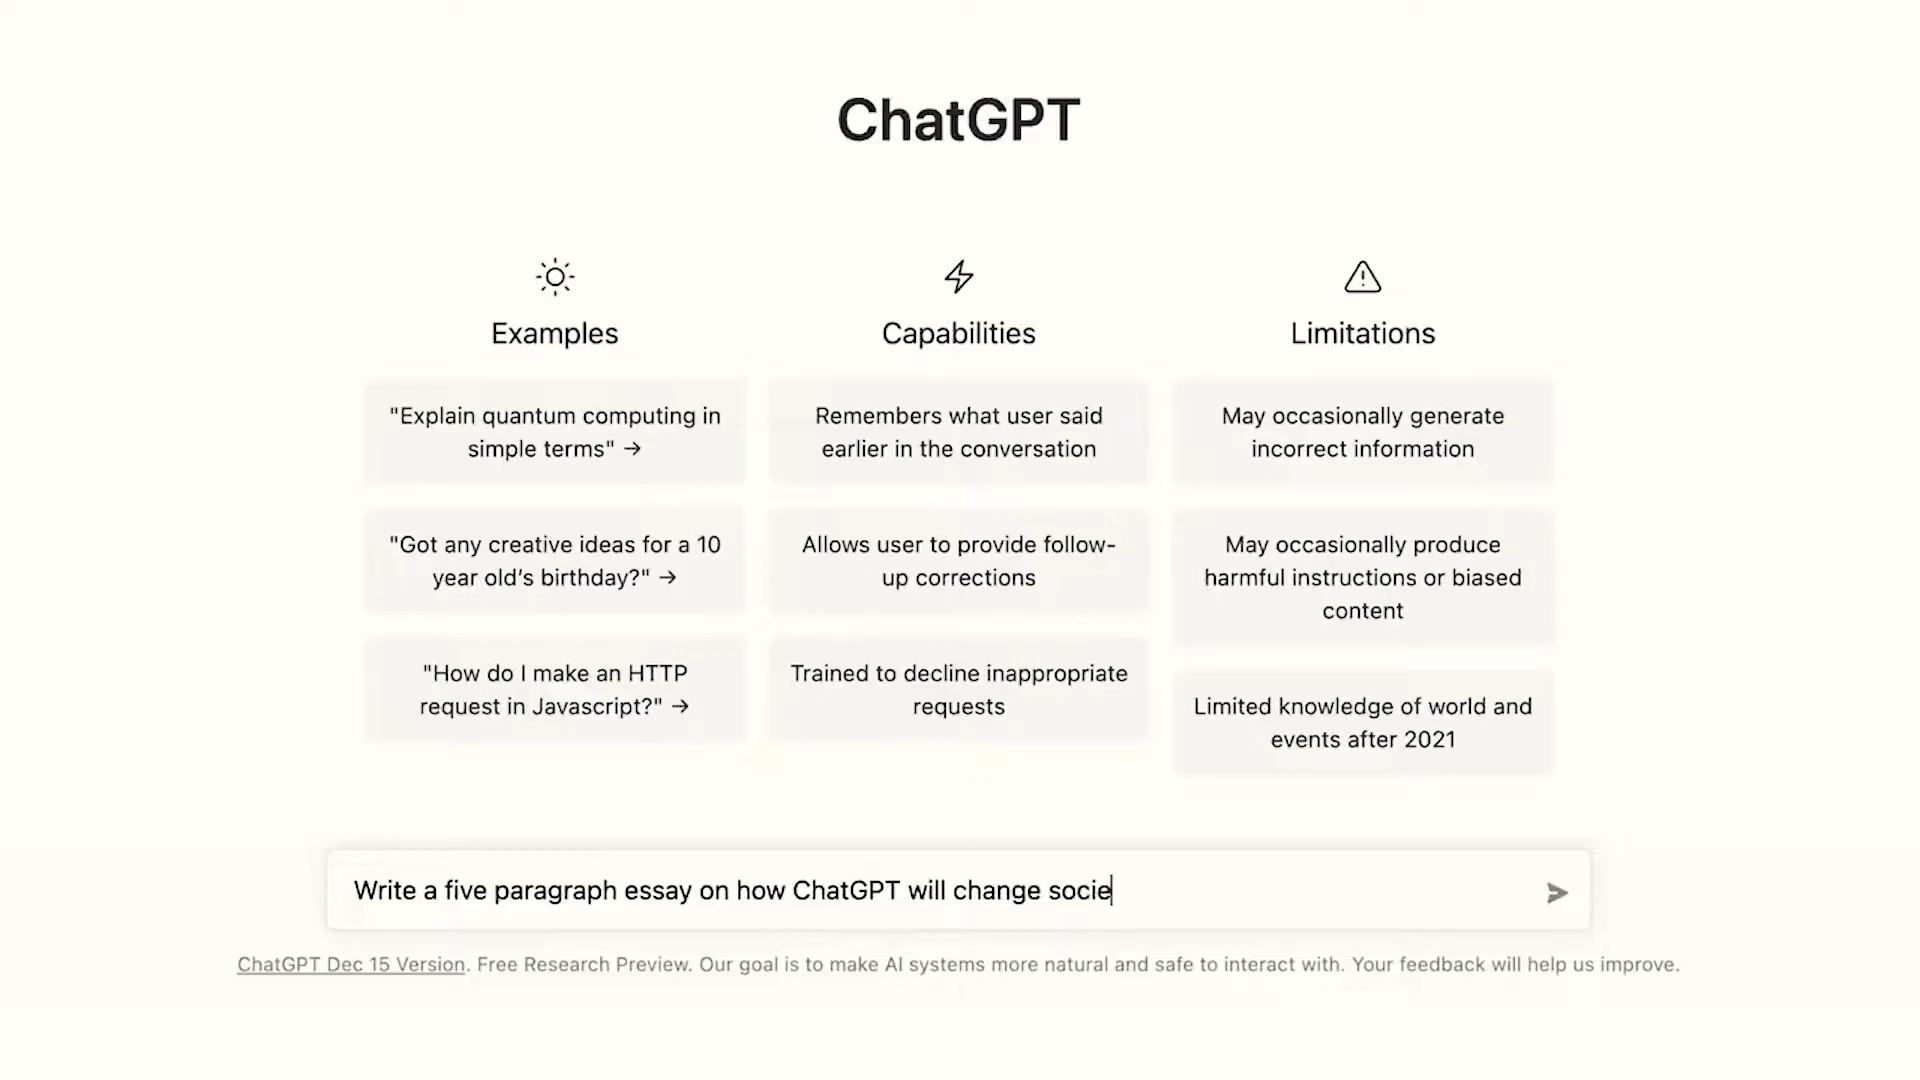 ChatGPT
Examples
"Explain quantum computing in
simple terms" →
"Got any creative ideas for a 10
year old's birthday?" →
"How do I make an HTTP
request in Javascript?" →
Capabilities
Remembers what user said
earlier in the conversation
Allows user to provide follow-
up corrections
Trained to decline inappropriate
requests
Limitations
May occasionally generate
incorrect information
May occasionally produce
harmful instructions or biased
content
Limited knowledge of world and
events after 2021
Write a five paragraph essay on how ChatGPT will change socie
ChatGPT Dec 15 Version. Free Research Preview. Our goal is to make AI systems more natural and safe to interact with. Your feedback will help us improve.